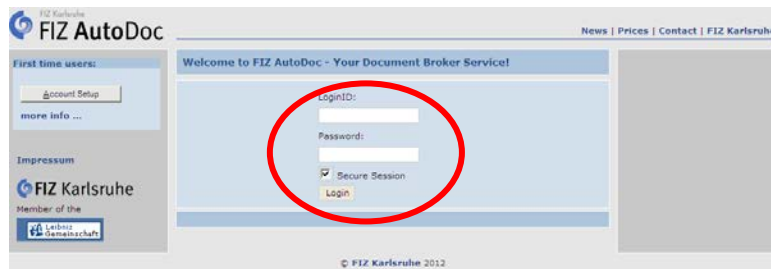 FIZ Karlsruhe
FIZ AutoDoc
News | Prices | Contact | FIZ Karlsruhe
First time users:
Account Setup
more info ...
Impressum
FIZ Karlsruhe
Member of the
Leibniz
Gemeinschaft
Welcome to FIZ AutoDoc - Your Document Broker Service!
LoginID:
Password:
Secure Session
Login
© FIZ Karlsruhe 2012